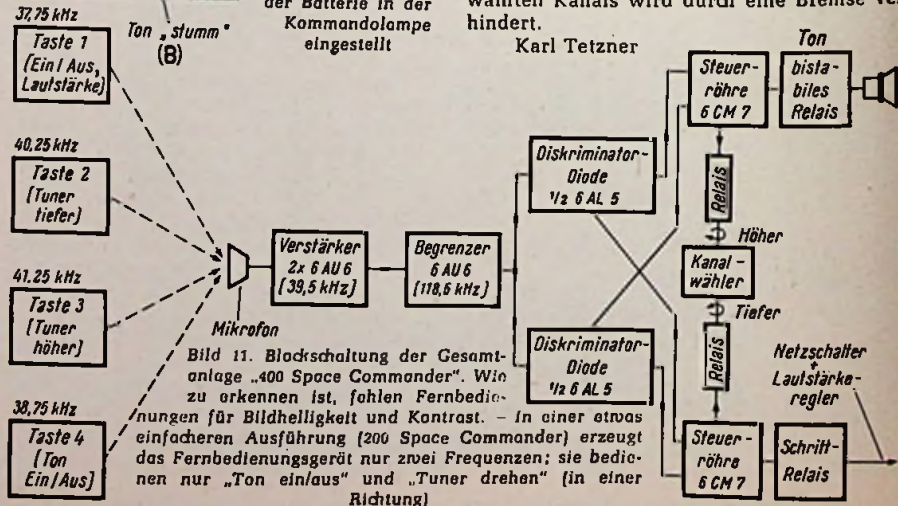 der Batterie in der
Kommandolampe
eingestellt
wählten Kanals wird durch eine Bremse ver-
hindert.
Karl Tetzner
Ton „stumm"
(8)
37,75 kHz
Taste 1
(Ein/Aus,
Lautstärke)
40,25 kHz
Taste 2
(Tuner
tiefer)
41.25 kHz
Taste 3
(Tuner
höher)
38,75 kHz
Taste 4
(Ton
Ein/Aus)
Mikrofon
Verstärker
2x 6 AU 6
(39,5 kHz)
Begrenzer
6 AU 6
(118,6 kHz)
Diskriminator-
Diode
1/2 6 AL 5
Diskriminator-
Diode
1/2 6 AL 5
Steuer-
röhre
6 CM 7
Ton
bista-
biles
Relais
Relais
Höher
Kanal-
wähler
Tiefer
Relais
Steuer-
röhre
6 CM 7
Schritt-
Relais
Netzschalter
+
Lautstärke-
regler
Bild 11. Blockschaltung der Gesamt-
anlage „400 Space Commander". Wie
zu erkennen ist, fehlen Fernbedie-
nungen für Bildhelligkeit und Kontrast. – In einer etwas
einfacheren Ausführung (200 Space Commander) erzeugt
das Fernbedienungsgerät nur zwei Frequenzen; sie bedie-
nen nur „Ton ein/aus" und „Tuner drehen" (in einer
Richtung)